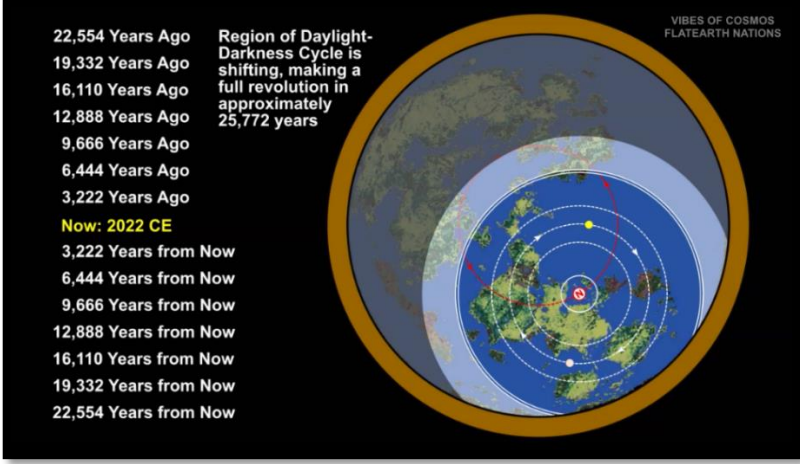 22,554 Years Ago
19,332 Years Ago
16,110 Years Ago
12,888 Years Ago
9,666 Years Ago
6,444 Years Ago
3,222 Years Ago
Now: 2022 CE
3,222 Years from Now
6,444 Years from Now
9,666 Years from Now
12,888 Years from Now
16,110 Years from Now
19,332 Years from Now
22,554 Years from Now
Region of Daylight-
Darkness Cycle is
shifting, making a
full revolution in
approximately
25,772 years
VIBES OF COSMOS
FLATEARTH NATIONS
N